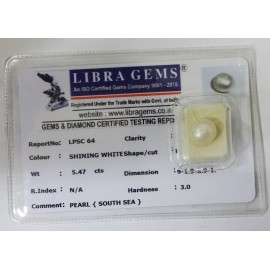 LIBRA GEMS
An ISO Certified Gems Company 9001 - 2015
Registered Under the Trade Marks with Govt. of
website : www.libragems.co
GEMS & DIAMOND CERTIFIED TESTING REPO
ReportNo: LPSC 64 Clarity
Colour : SHINING WHITE Shape/cut
Wt : 5.47 cts Dimension
R.Index : N/A Hardness : 3.0
Comment : PEARL { SOUTH SEA }